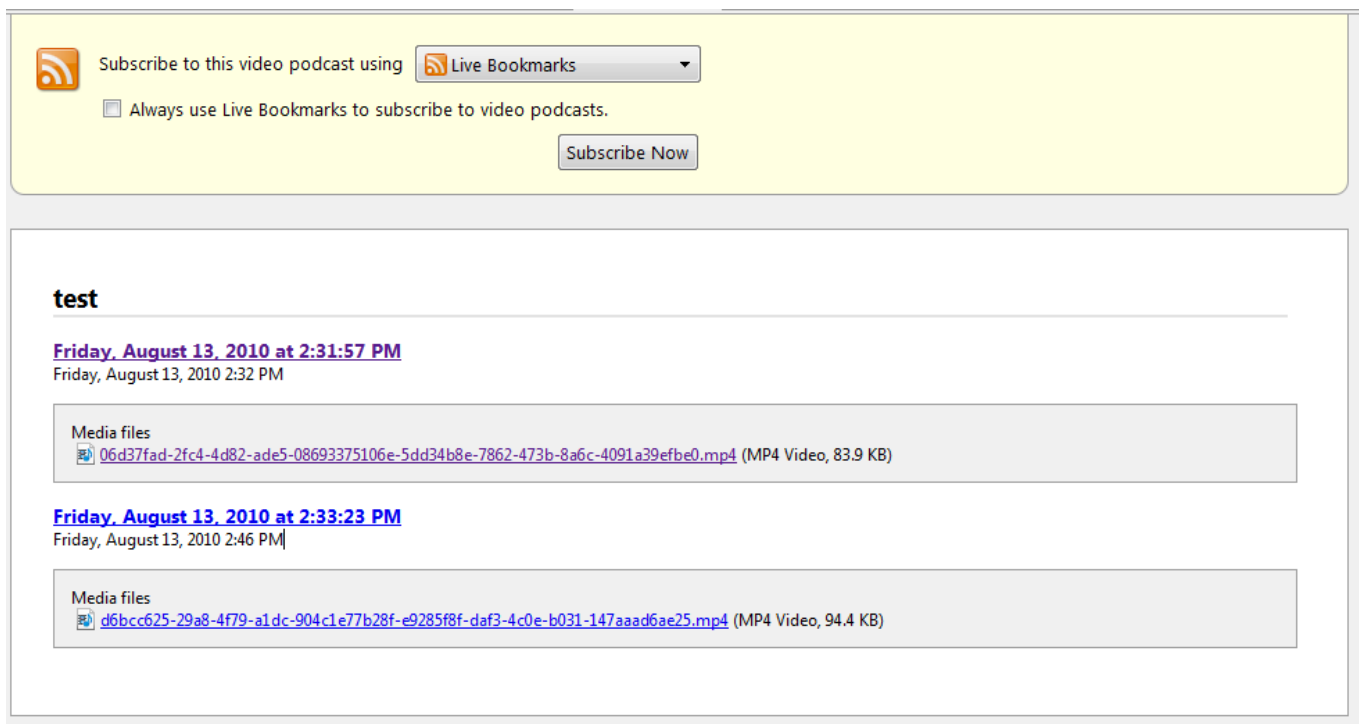 Subscribe to this video podcast using Live Bookmarks
Always use Live Bookmarks to subscribe to video podcasts.
Subscribe Now
test
Friday, August 13, 2010 at 2:31:57 PM
Friday, August 13, 2010 2:32 PM
Media files
06d37fad-2fc4-4d82-ade5-08693375106e-5dd34b8e-7862-473b-8a6c-4091a39efbe0.mp4 (MP4 Video, 83.9 KB)
Friday, August 13, 2010 at 2:33:23 PM
Friday, August 13, 2010 2:46 PM
Media files
d6bcc625-29a8-4f79-a1dc-904c1e77b28f-e9285f8f-daf3-4c0e-b031-147aaad6ae25.mp4 (MP4 Video, 94.4 KB)